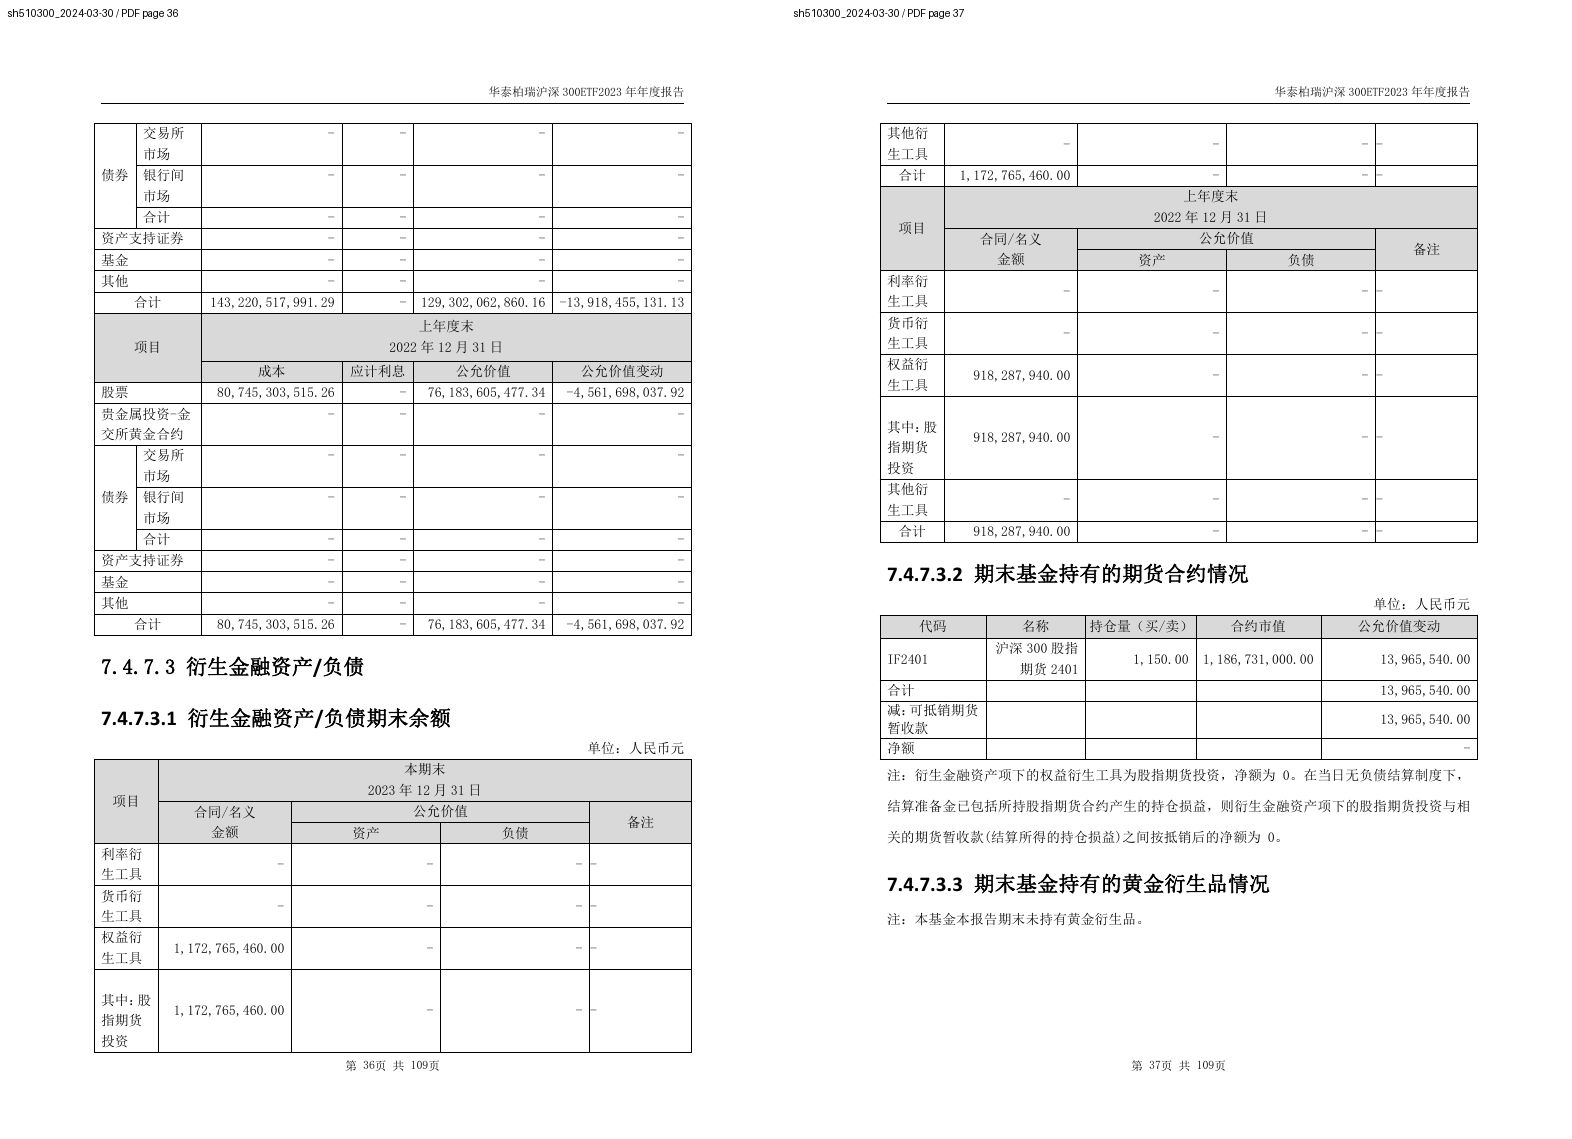 sh510300_2024-03-30 / PDF page 36
华泰柏瑞沪深 300ETF2023 年年度报告
债券 交易所市场 － － － －
银行间市场 － － － －
合计 － － － －
资产支持证券 － － － －
基金 － － － －
其他 － － － －
合计 143,220,517,991.29 － 129,302,062,860.16 -13,918,455,131.13
项目 上年度末
2022 年 12 月 31 日
成本 应计利息 公允价值 公允价值变动
股票 80,745,303,515.26 － 76,183,605,477.34 -4,561,698,037.92
贵金属投资-金交所黄金合约 － － － －
债券 交易所市场 － － － －
银行间市场 － － － －
合计 － － － －
资产支持证券 － － － －
基金 － － － －
其他 － － － －
合计 80,745,303,515.26 － 76,183,605,477.34 -4,561,698,037.92
7.4.7.3 衍生金融资产/负债
7.4.7.3.1 衍生金融资产/负债期末余额
单位：人民币元
项目 本期末
2023 年 12 月 31 日
合同/名义金额 公允价值 备注
资产 负债
利率衍生工具 － － － －
货币衍生工具 － － － －
权益衍生工具 1,172,765,460.00 － － －
其中:股指期货投资 1,172,765,460.00 － － －
第 36页 共 109页
sh510300_2024-03-30 / PDF page 37
华泰柏瑞沪深 300ETF2023 年年度报告
其他衍生工具 － － － －
合计 1,172,765,460.00 － － －
项目 上年度末
2022 年 12 月 31 日
合同/名义金额 公允价值 备注
资产 负债
利率衍生工具 － － － －
货币衍生工具 － － － －
权益衍生工具 918,287,940.00 － － －
其中:股指期货投资 918,287,940.00 － － －
其他衍生工具 － － － －
合计 918,287,940.00 － － －
7.4.7.3.2 期末基金持有的期货合约情况
单位：人民币元
代码 名称 持仓量（买/卖） 合约市值 公允价值变动
IF2401 沪深 300 股指期货 2401 1,150.00 1,186,731,000.00 13,965,540.00
合计 13,965,540.00
减:可抵销期货暂收款 13,965,540.00
净额 －
注：衍生金融资产项下的权益衍生工具为股指期货投资，净额为 0。在当日无负债结算制度下，
结算准备金已包括所持股指期货合约产生的持仓损益，则衍生金融资产项下的股指期货投资与相
关的期货暂收款(结算所得的持仓损益)之间按抵销后的净额为 0。
7.4.7.3.3 期末基金持有的黄金衍生品情况
注：本基金本报告期末未持有黄金衍生品。
第 37页 共 109页